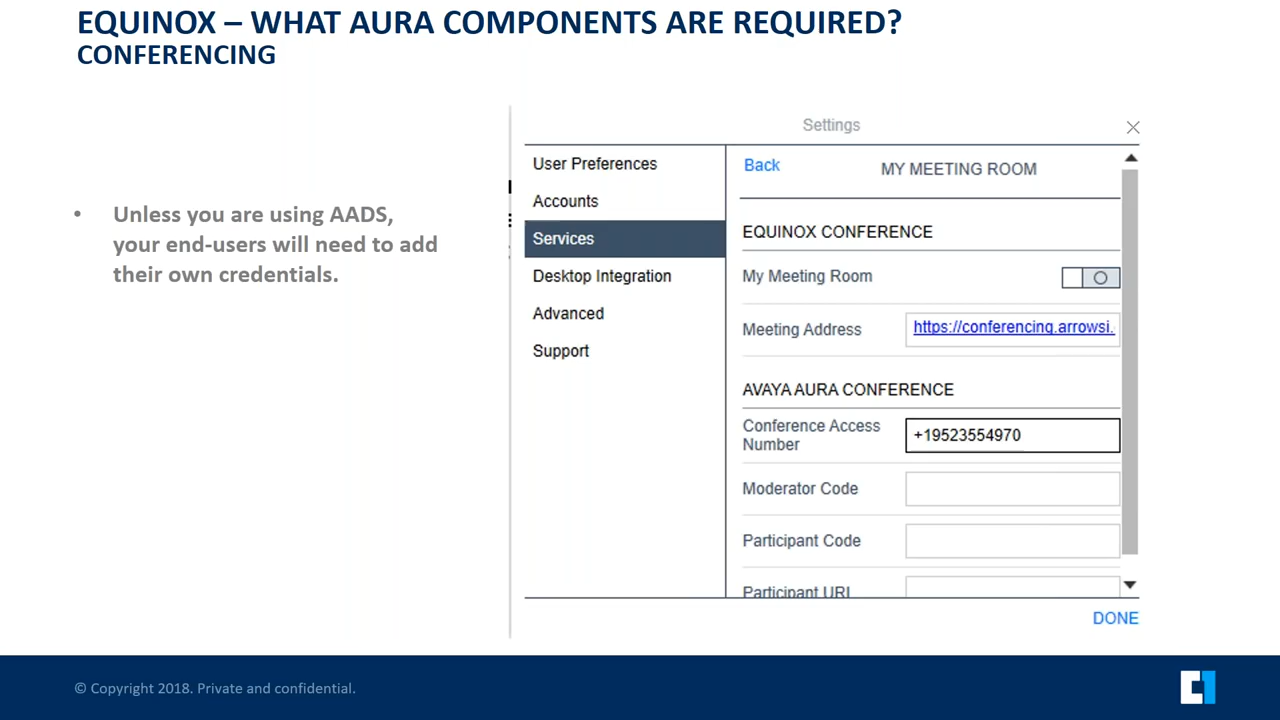 EQUINOX – WHAT AURA COMPONENTS ARE REQUIRED?
CONFERENCING
• Unless you are using AADS,
your end-users will need to add
their own credentials.
Settings
User Preferences
Accounts
Services
Desktop Integration
Advanced
Support
Back
MY MEETING ROOM
EQUINOX CONFERENCE
My Meeting Room
Meeting Address
https://conferencing.arrowsi.
AVAYA AURA CONFERENCE
Conference Access
Number
+19523554970
Moderator Code
Participant Code
Participant URL
DONE
© Copyright 2018. Private and confidential.